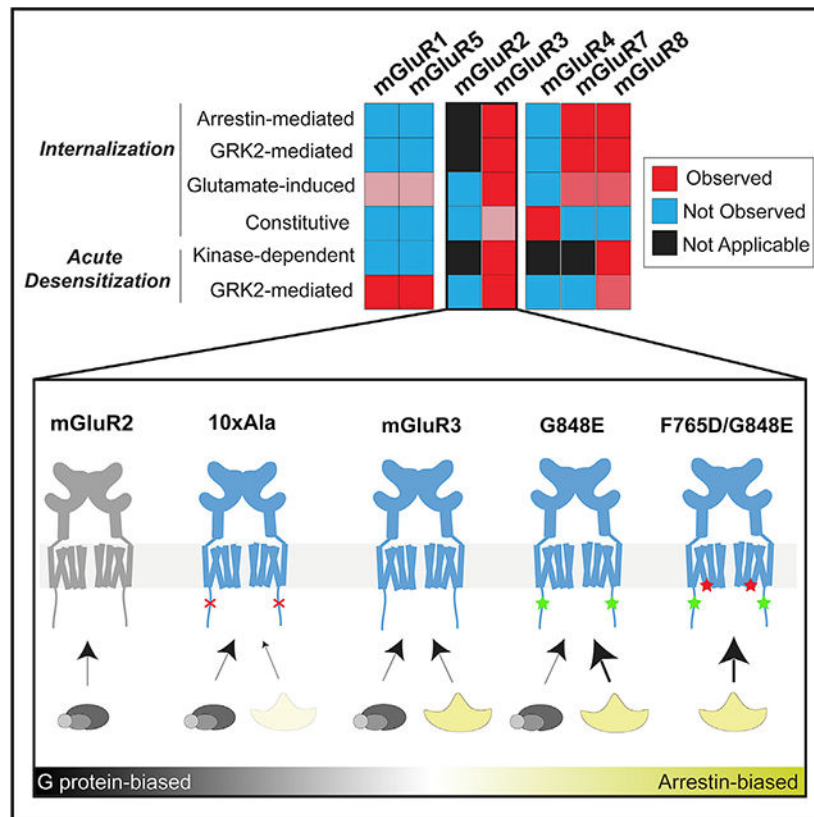 mGluR1
mGluR5
mGluR2
mGluR3
mGluR4
mGluR7
mGluR8
Internalization
Arrestin-mediated
GRK2-mediated
Glutamate-induced
Constitutive
Acute
Desensitization
Kinase-dependent
GRK2-mediated
Observed
Not Observed
Not Applicable
mGluR2
10xAla
mGluR3
G848E
F765D/G848E
G protein-biased
Arrestin-biased